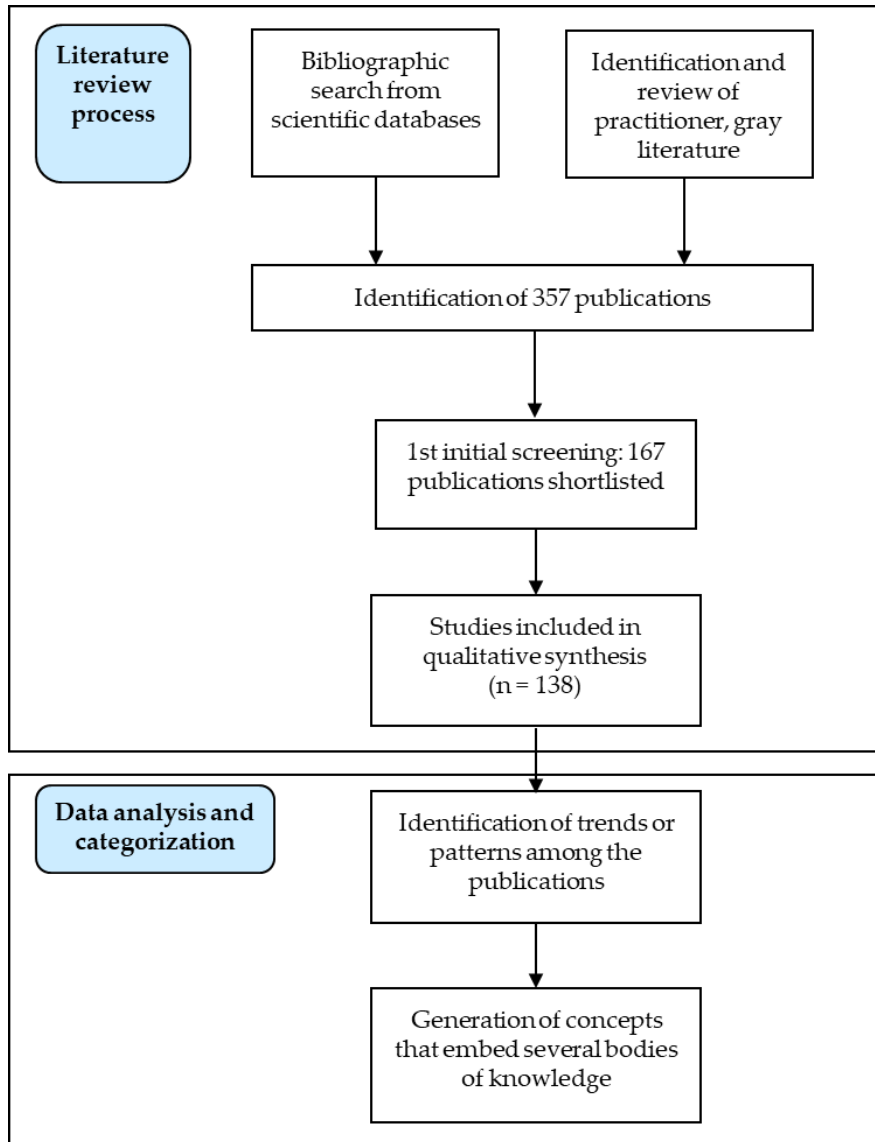 Literature
review
process
Bibliographic
search from
scientific databases
Identification and
review of
practitioner, gray
literature
Identification of 357 publications
1st initial screening: 167
publications shortlisted
Studies included in
qualitative synthesis
(n = 138)
Data analysis and
categorization
Identification of trends or
patterns among the
publications
Generation of concepts
that embed several bodies
of knowledge